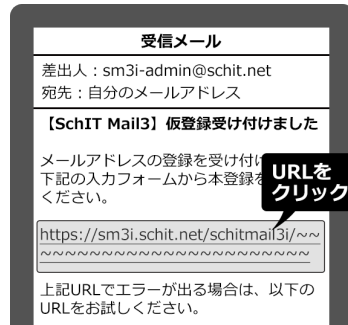 受信メール
差出人：sm3i-admin@schit.net
宛先：自分のメールアドレス
【SchIT Mail3】仮登録受け付けました
メールアドレスの登録を受け付け
下記の入力フォームから本登録を
ください。
URLを
クリック
https://sm3i.schit.net/schitmail3i/~~
~~~~~~~~~~~~~~~~~~~~~~
上記URLでエラーが出る場合は、以下の
URLをお試しください。